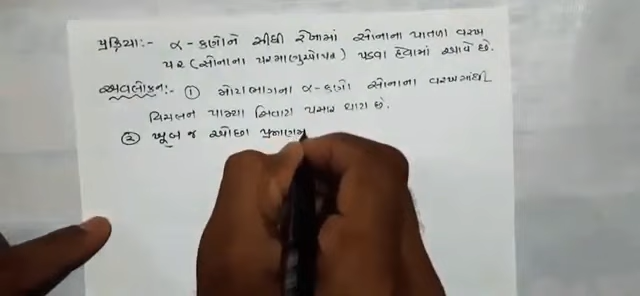 પ્રક્રિયા:- α - કણોને સીધી રેખામાં સોનાના પાતળા વરખ
પર (સોનાના પરમાણુઓપર) પડવા દેવામાં આવે છે.
અવલોકન:- ① મોટાભાગના α - કણો સોનાના વરખમાંથી
વિચલન પામ્યા સિવાય પસાર થાય છે.
② ખૂબ જ ઓછા પ્રમાણમ